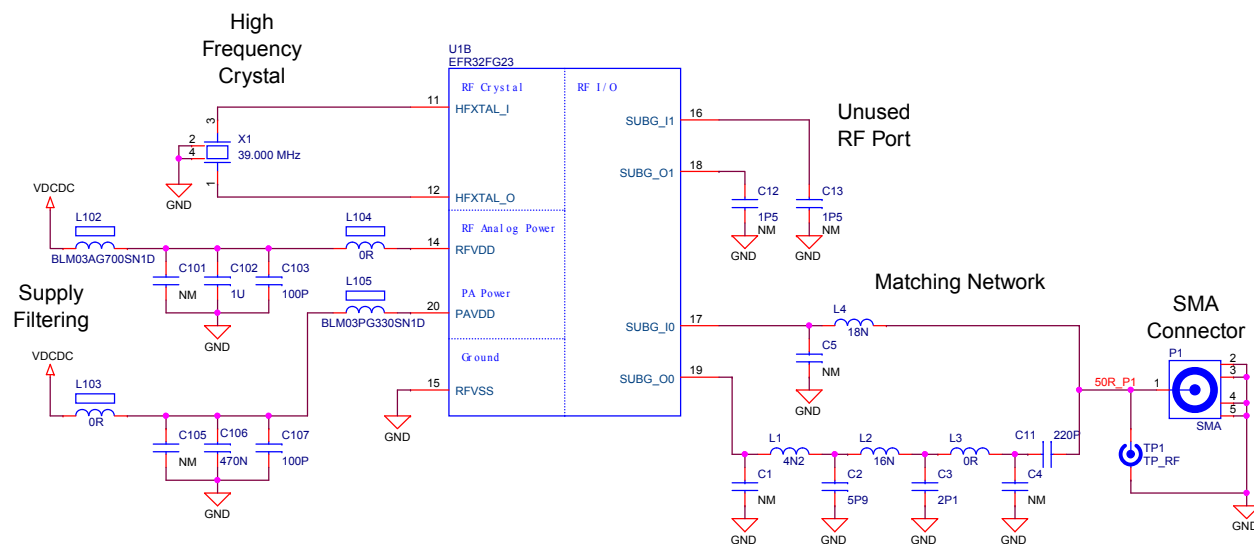 High
Frequency
Crystal
U1B
EFR32FG23
RF Crystal
RF I/O
11
HFXTAL_I
16
SUBG_I1
Unused
RF Port
3
2
4
X1
39.000 MHz
1
GND
12
HFXTAL_O
18
SUBG_O1
C12
1P5
NM
GND
C13
1P5
NM
GND
VDCDC
L102
BLM03AG700SN1D
L104
0R
RF Analog Power
14
RFVDD
C101
NM
C102
1U
C103
100P
GND
Supply
Filtering
L105
BLM03PG330SN1D
PA Power
20
PAVDD
Matching Network
SMA
Connector
17
SUBG_I0
L4
18N
C5
NM
GND
VDCDC
L103
0R
Ground
15
RFVSS
GND
19
SUBG_O0
50R_P1
P1
1
2
3
4
5
SMA
C105
NM
C106
470N
C107
100P
GND
L1
4N2
L2
16N
L3
0R
C11
220P
TP1
TP_RF
C1
NM
GND
C2
5P9
GND
C3
2P1
GND
C4
NM
GND
GND